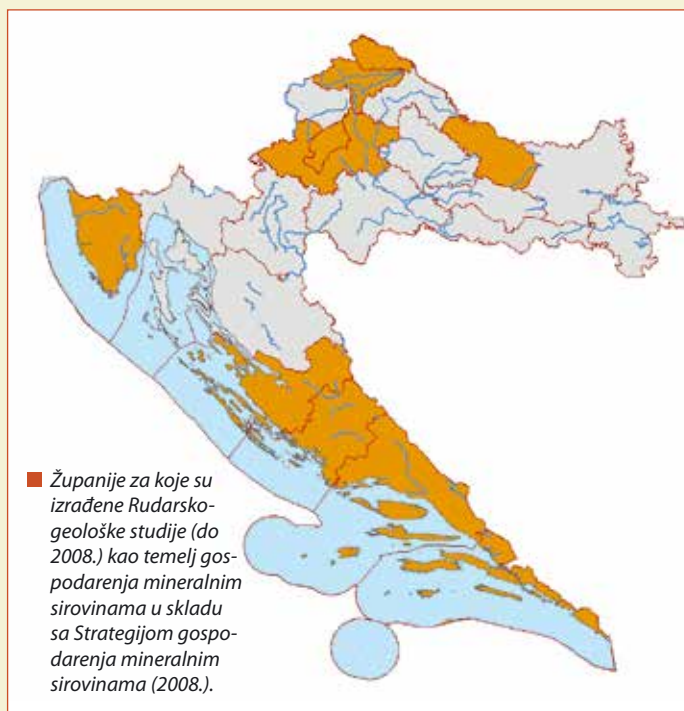 Županije za koje su
izrađene Rudarsko-
geološke studije (do
2008.) kao temelj gos-
podarenja mineralnim
sirovinama u skladu
sa Strategijom gospo-
darenja mineralnim
sirovinama (2008.).